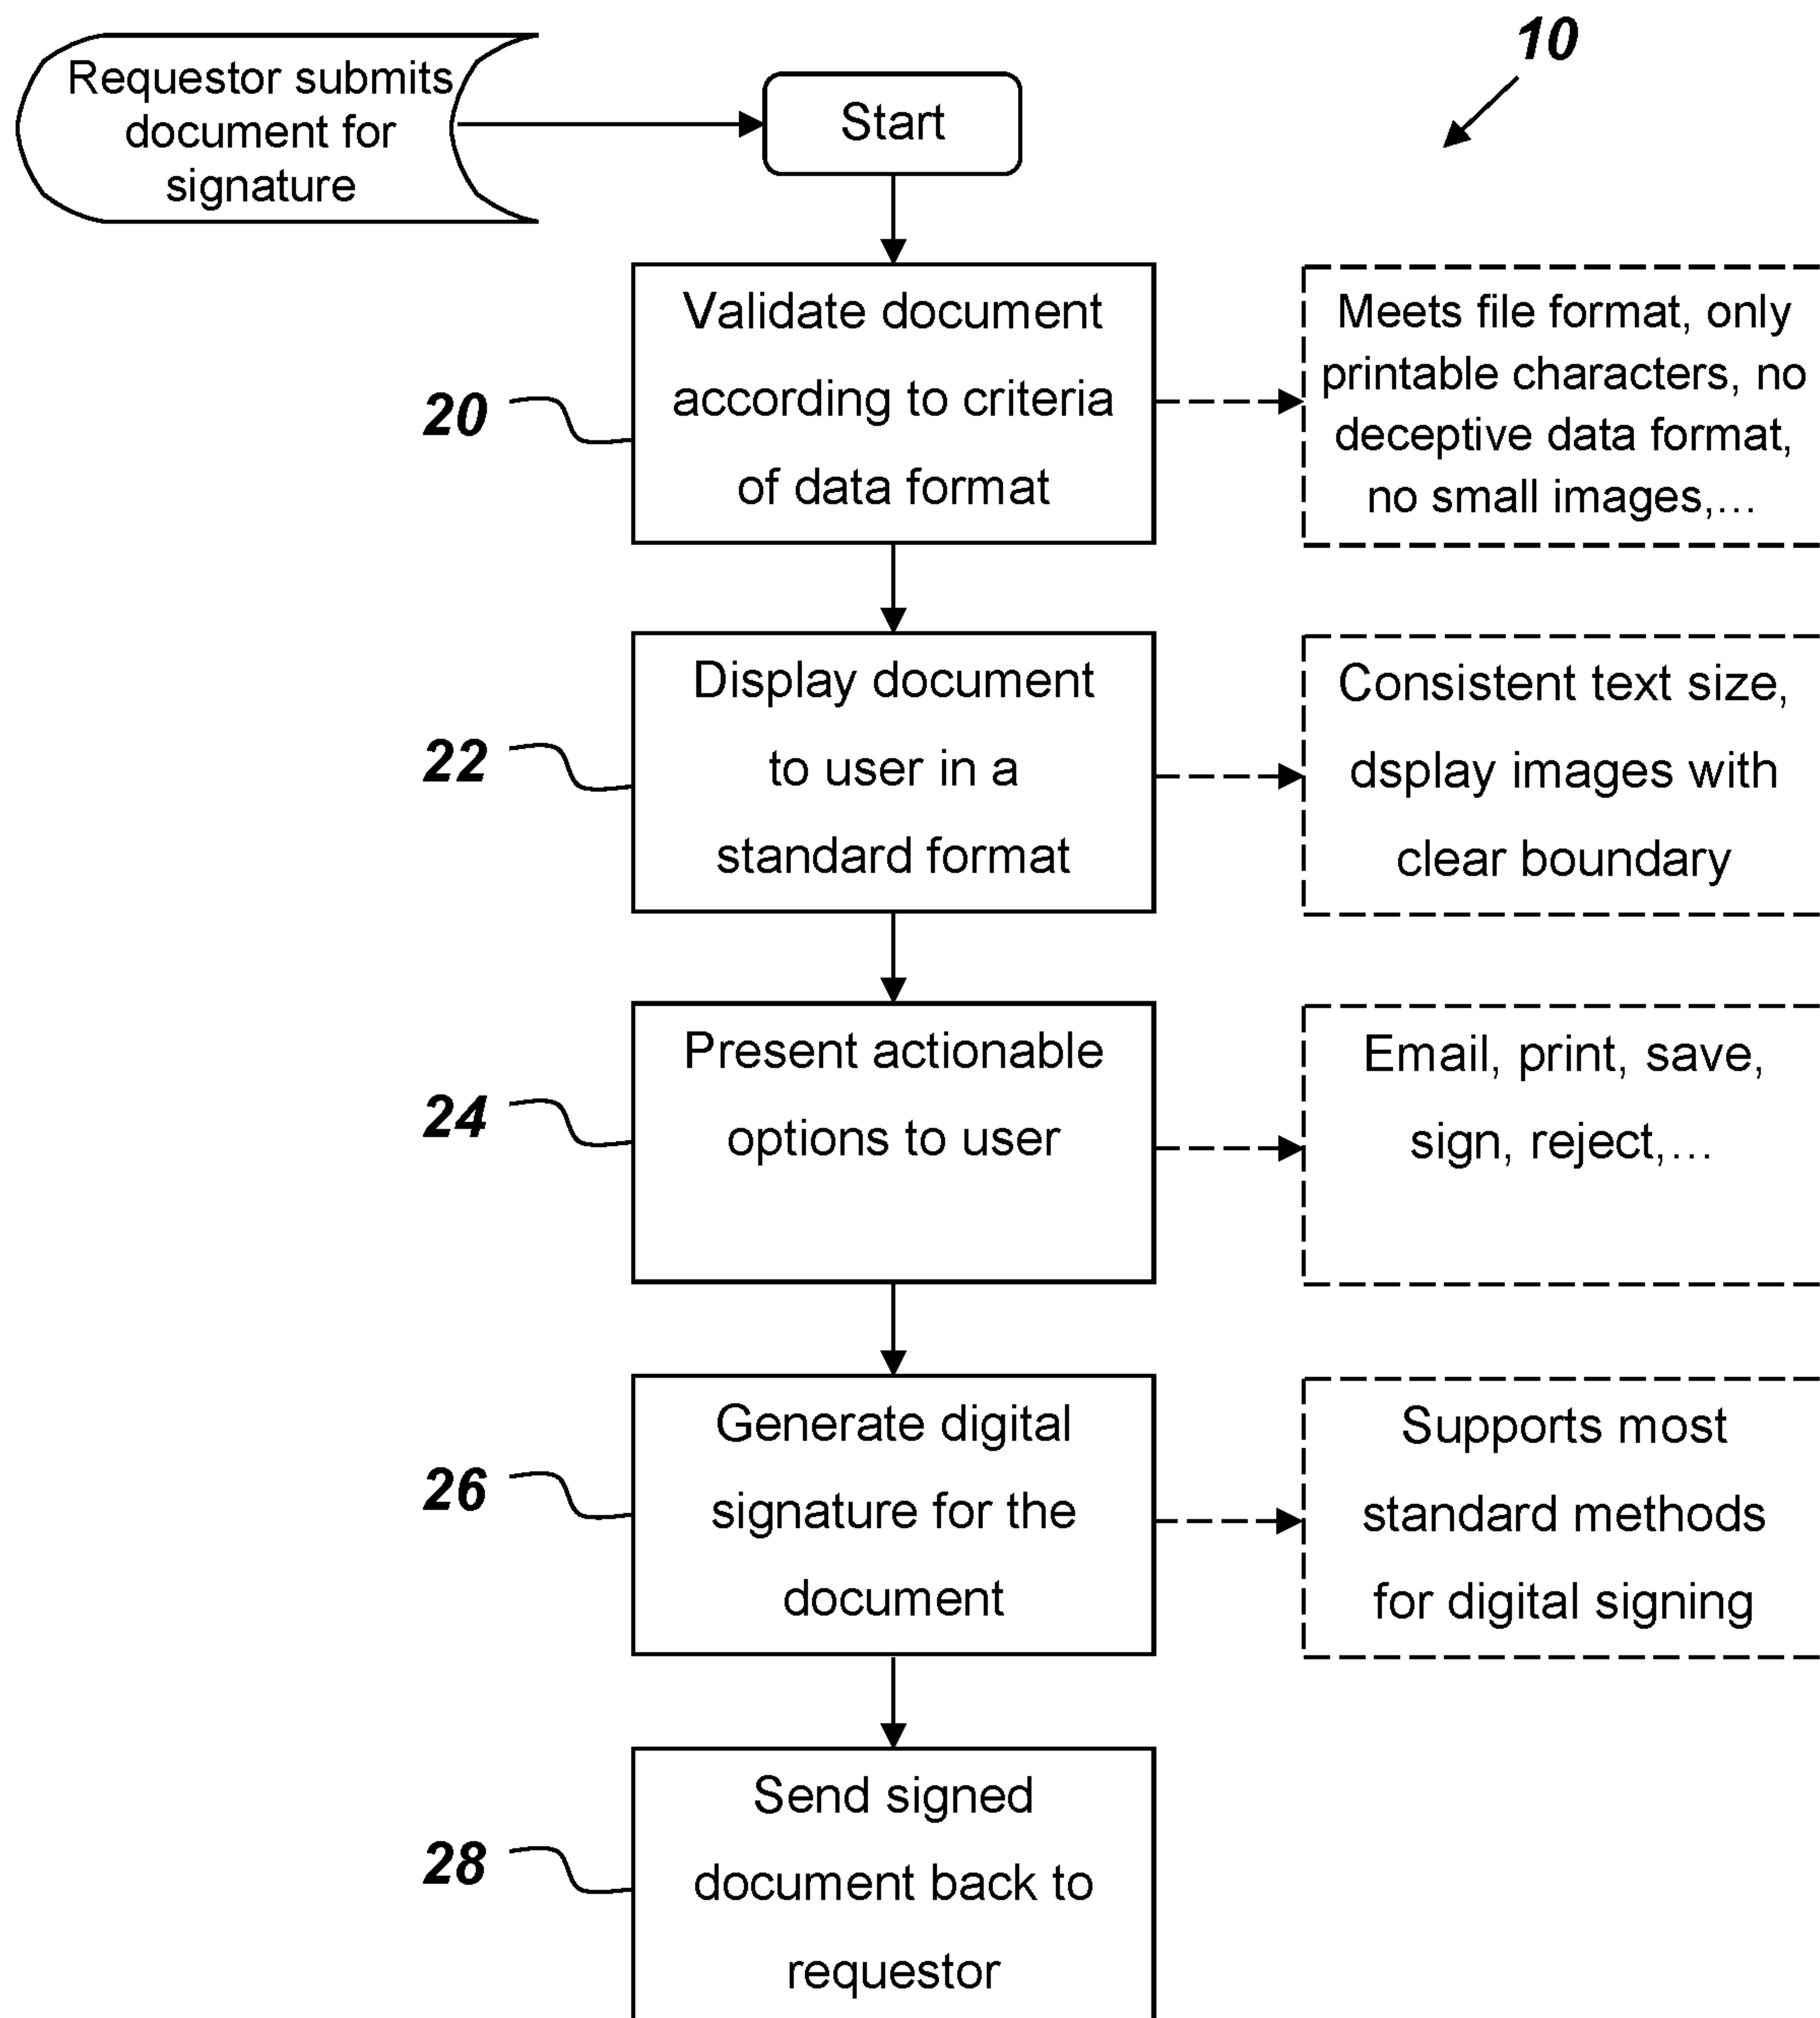 10
Requestor submits
document for
signature
Start
Validate document
according to criteria
of data format
20
Meets file format, only
printable characters, no
deceptive data format,
no small images,...
Display document
to user in a
standard format
22
Consistent text size,
dsplay images with
clear boundary
Present actionable
options to user
24
Email, print, save,
sign, reject,...
Generate digital
signature for the
document
26
Supports most
standard methods
for digital signing
Send signed
document back to
requestor
28